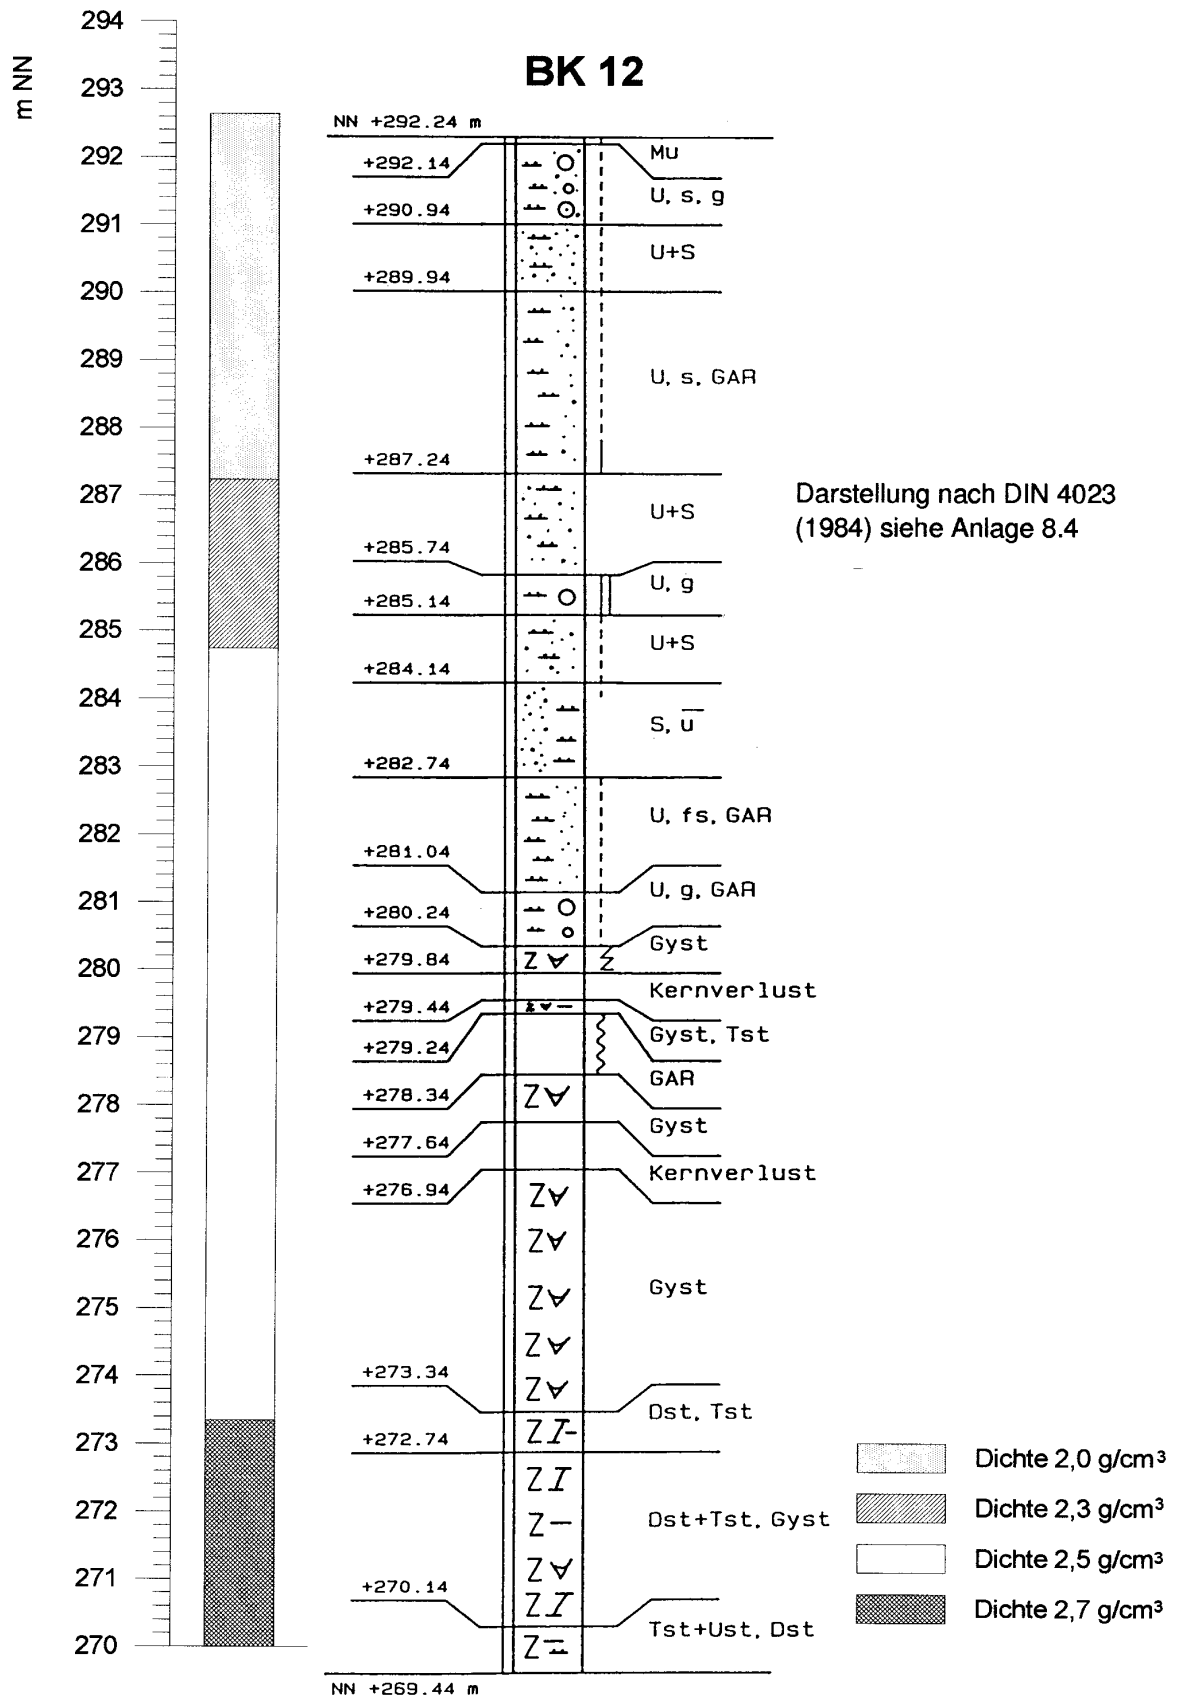 m NN
294
293
292
291
290
289
288
287
286
285
284
283
282
281
280
279
278
277
276
275
274
273
272
271
270
BK 12
NN +292.24 m
+292.14
+290.94
+289.94
+287.24
+285.74
+285.14
+284.14
+282.74
+281.04
+280.24
+279.84
+279.44
+279.24
+278.34
+277.64
+276.94
+273.34
+272.74
+270.14
NN +269.44 m
Mu
U, s, g
U+S
U, s, GAR
U+S
U, g
U+S
S, u̅
U, fs, GAR
U, g, GAR
Gyst
Kernverlust
Gyst, Tst
GAR
Gyst
Kernverlust
Gyst
Dst, Tst
Dst+Tst, Gyst
Tst+Ust, Dst
Z
Z
Z
Z
Z
Z
Z
Z
Z
Z
Z
Z
Z
Z
Darstellung nach DIN 4023
(1984) siehe Anlage 8.4
Dichte 2,0 g/cm³
Dichte 2,3 g/cm³
Dichte 2,5 g/cm³
Dichte 2,7 g/cm³